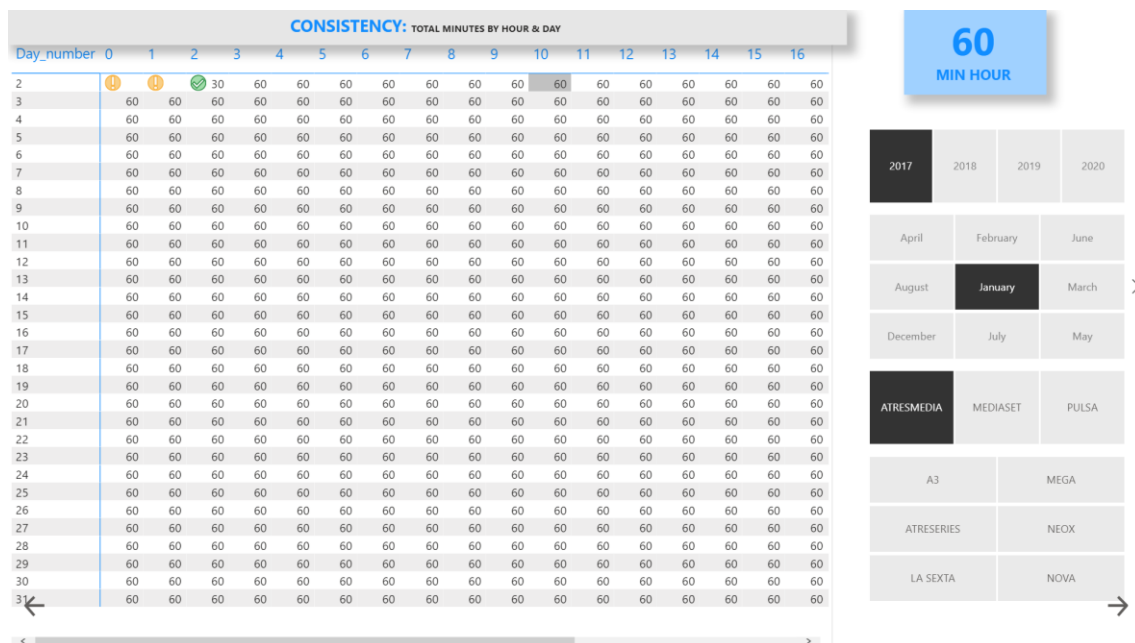 CONSISTENCY: TOTAL MINUTES BY HOUR & DAY
Day_number 0 1 2 3 4 5 6 7 8 9 10 11 12 13 14 15 16
2 30 60 60 60 60 60 60 60 60 60 60 60 60 60 60
3 60 60 60 60 60 60 60 60 60 60 60 60 60 60 60 60 60
4 60 60 60 60 60 60 60 60 60 60 60 60 60 60 60 60 60
5 60 60 60 60 60 60 60 60 60 60 60 60 60 60 60 60 60
6 60 60 60 60 60 60 60 60 60 60 60 60 60 60 60 60 60
7 60 60 60 60 60 60 60 60 60 60 60 60 60 60 60 60 60
8 60 60 60 60 60 60 60 60 60 60 60 60 60 60 60 60 60
9 60 60 60 60 60 60 60 60 60 60 60 60 60 60 60 60 60
10 60 60 60 60 60 60 60 60 60 60 60 60 60 60 60 60 60
11 60 60 60 60 60 60 60 60 60 60 60 60 60 60 60 60 60
12 60 60 60 60 60 60 60 60 60 60 60 60 60 60 60 60 60
13 60 60 60 60 60 60 60 60 60 60 60 60 60 60 60 60 60
14 60 60 60 60 60 60 60 60 60 60 60 60 60 60 60 60 60
15 60 60 60 60 60 60 60 60 60 60 60 60 60 60 60 60 60
16 60 60 60 60 60 60 60 60 60 60 60 60 60 60 60 60 60
17 60 60 60 60 60 60 60 60 60 60 60 60 60 60 60 60 60
18 60 60 60 60 60 60 60 60 60 60 60 60 60 60 60 60 60
19 60 60 60 60 60 60 60 60 60 60 60 60 60 60 60 60 60
20 60 60 60 60 60 60 60 60 60 60 60 60 60 60 60 60 60
21 60 60 60 60 60 60 60 60 60 60 60 60 60 60 60 60 60
22 60 60 60 60 60 60 60 60 60 60 60 60 60 60 60 60 60
23 60 60 60 60 60 60 60 60 60 60 60 60 60 60 60 60 60
24 60 60 60 60 60 60 60 60 60 60 60 60 60 60 60 60 60
25 60 60 60 60 60 60 60 60 60 60 60 60 60 60 60 60 60
26 60 60 60 60 60 60 60 60 60 60 60 60 60 60 60 60 60
27 60 60 60 60 60 60 60 60 60 60 60 60 60 60 60 60 60
28 60 60 60 60 60 60 60 60 60 60 60 60 60 60 60 60 60
29 60 60 60 60 60 60 60 60 60 60 60 60 60 60 60 60 60
30 60 60 60 60 60 60 60 60 60 60 60 60 60 60 60 60 60
31 60 60 60 60 60 60 60 60 60 60 60 60 60 60 60 60 60
60
MIN HOUR
2017 2018 2019 2020
April February June
August January March
December July May
ATRESMEDIA MEDIASET PULSA
A3 MEGA
ATRESERIES NEOX
LA SEXTA NOVA